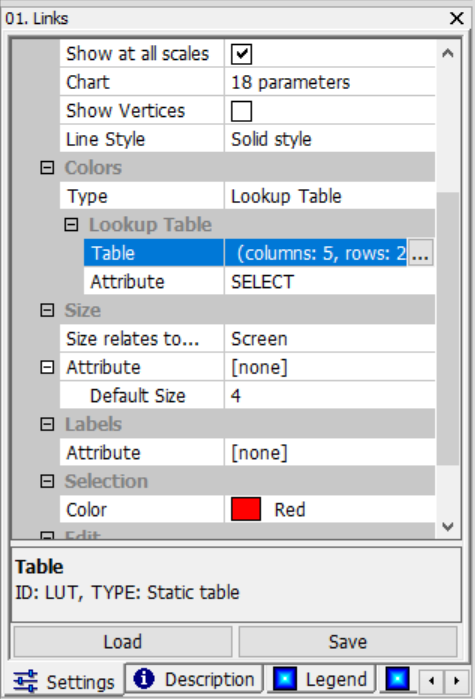 01. Links
Show at all scales
Chart 18 parameters
Show Vertices
Line Style Solid style
Colors
Type Lookup Table
Lookup Table
Table (columns: 5, rows: 2 ...
Attribute SELECT
Size
Size relates to... Screen
Attribute [none]
Default Size 4
Labels
Attribute [none]
Selection
Color Red
Edit
Table
ID: LUT, TYPE: Static table
Load Save
Settings Description Legend